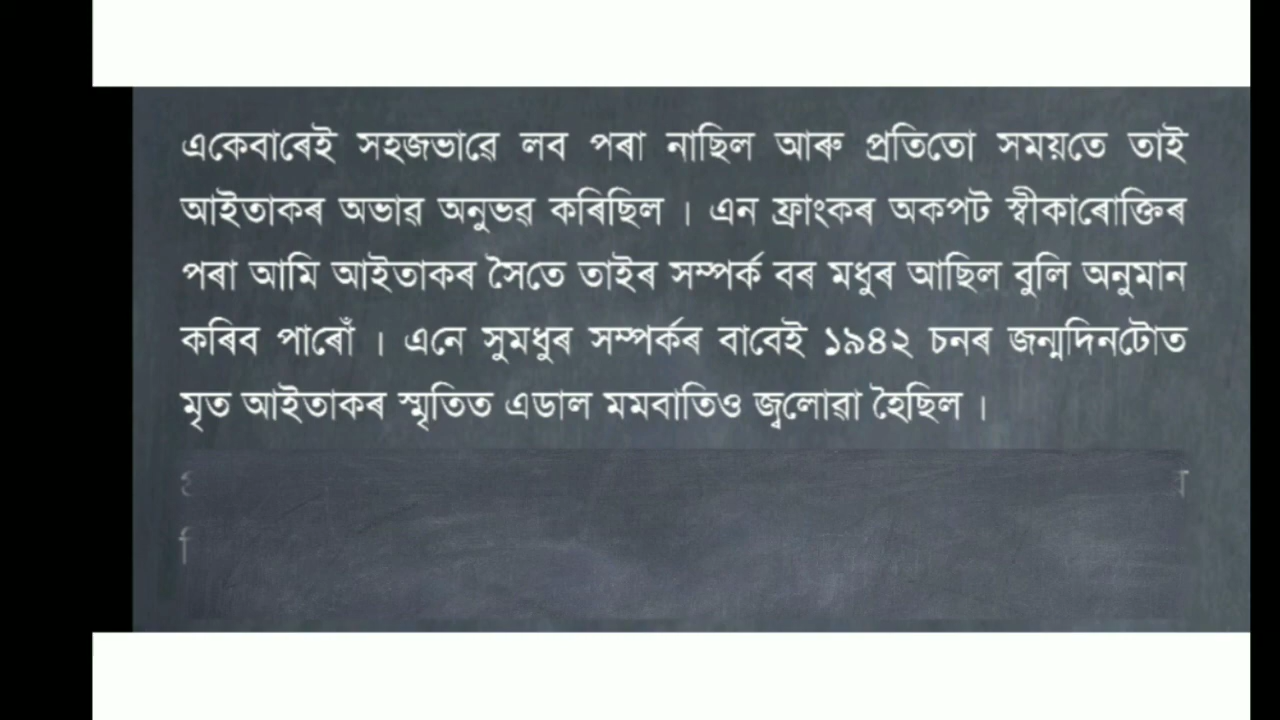 একেবাৰেই সহজভাৱে লব পৰা নাছিল আৰু প্ৰতিতো সময়তে তাই
আইতাকৰ অভাৱ অনুভৱ কৰিছিল ৷ এন ফ্ৰাংকৰ অকপট স্বীকাৰোক্তিৰ
পৰা আমি আইতাকৰ সৈতে তাইৰ সম্পৰ্ক বৰ মধুৰ আছিল বুলি অনুমান
কৰিব পাৰোঁ ৷ এনে সুমধুৰ সম্পৰ্কৰ বাবেই ১৯৪২ চনৰ জন্মদিনটোত
মৃত আইতাকৰ স্মৃতিত এডাল মমবাতিও জ্বলোৱা হৈছিল ৷